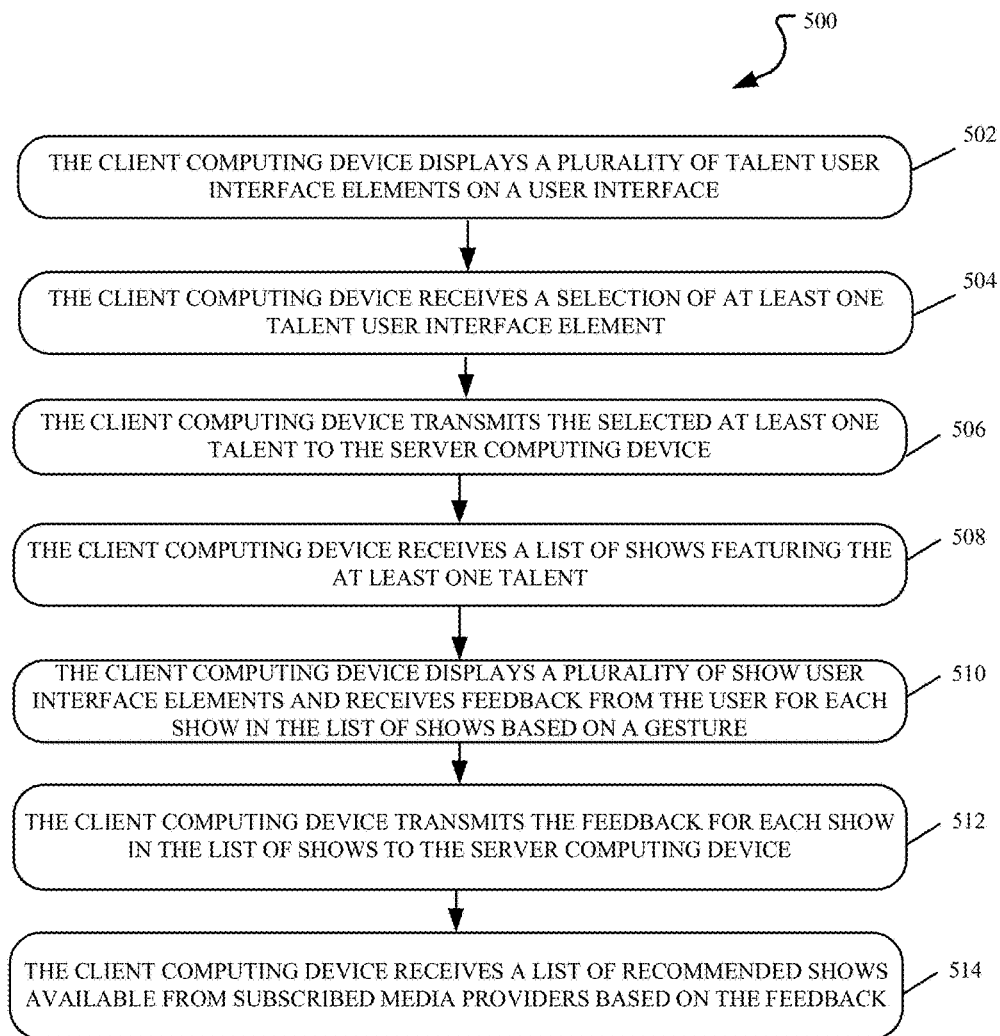 500
502
THE CLIENT COMPUTING DEVICE DISPLAYS A PLURALITY OF TALENT USER
INTERFACE ELEMENTS ON A USER INTERFACE
504
THE CLIENT COMPUTING DEVICE RECEIVES A SELECTION OF AT LEAST ONE
TALENT USER INTERFACE ELEMENT
THE CLIENT COMPUTING DEVICE TRANSMITS THE SELECTED AT LEAST ONE
TALENT TO THE SERVER COMPUTING DEVICE
506
508
THE CLIENT COMPUTING DEVICE RECEIVES A LIST OF SHOWS FEATURING THE
AT LEAST ONE TALENT
THE CLIENT COMPUTING DEVICE DISPLAYS A PLURALITY OF SHOW USER
INTERFACE ELEMENTS AND RECEIVES FEEDBACK FROM THE USER FOR EACH
SHOW IN THE LIST OF SHOWS BASED ON A GESTURE
510
THE CLIENT COMPUTING DEVICE TRANSMITS THE FEEDBACK FOR EACH SHOW
IN THE LIST OF SHOWS TO THE SERVER COMPUTING DEVICE
512
THE CLIENT COMPUTING DEVICE RECEIVES A LIST OF RECOMMENDED SHOWS
AVAILABLE FROM SUBSCRIBED MEDIA PROVIDERS BASED ON THE FEEDBACK
514